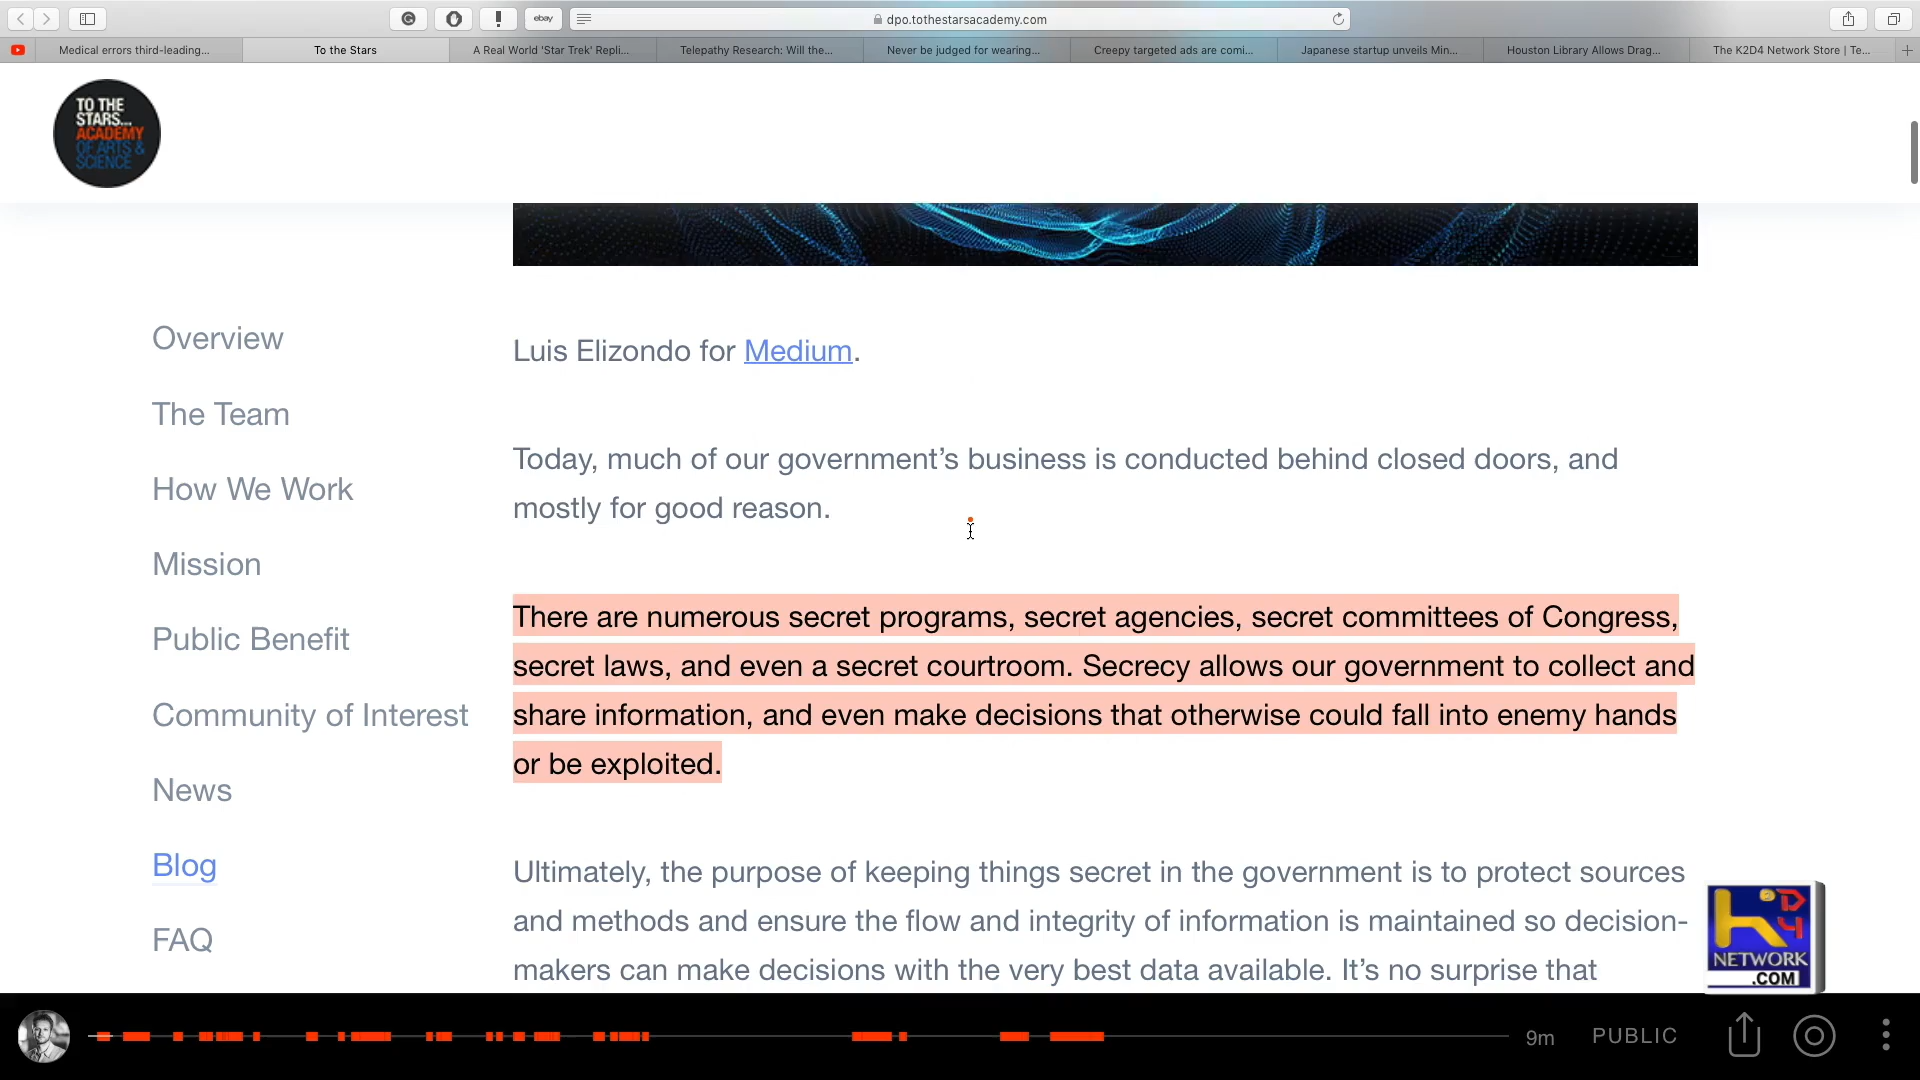 ebay
dpo.tothestarsacademy.com
Medical errors third-leading...
To the Stars
A Real World 'Star Trek' Repli...
Telepathy Research: Will the...
Never be judged for wearing...
Creepy targeted ads are comi...
Japanese startup unveils Min...
Houston Library Allows Drag...
The K2D4 Network Store | Te...
TO THE
STARS...
ACADEMY
OF ARTS &
SCIENCE
Overview
The Team
How We Work
Mission
Public Benefit
Community of Interest
News
Blog
FAQ
Luis Elizondo for Medium.
Today, much of our government’s business is conducted behind closed doors, and
mostly for good reason.
There are numerous secret programs, secret agencies, secret committees of Congress,
secret laws, and even a secret courtroom. Secrecy allows our government to collect and
share information, and even make decisions that otherwise could fall into enemy hands
or be exploited.
Ultimately, the purpose of keeping things secret in the government is to protect sources
and methods and ensure the flow and integrity of information is maintained so decision-
makers can make decisions with the very best data available. It’s no surprise that
K2D4
NETWORK
.COM
9m
PUBLIC